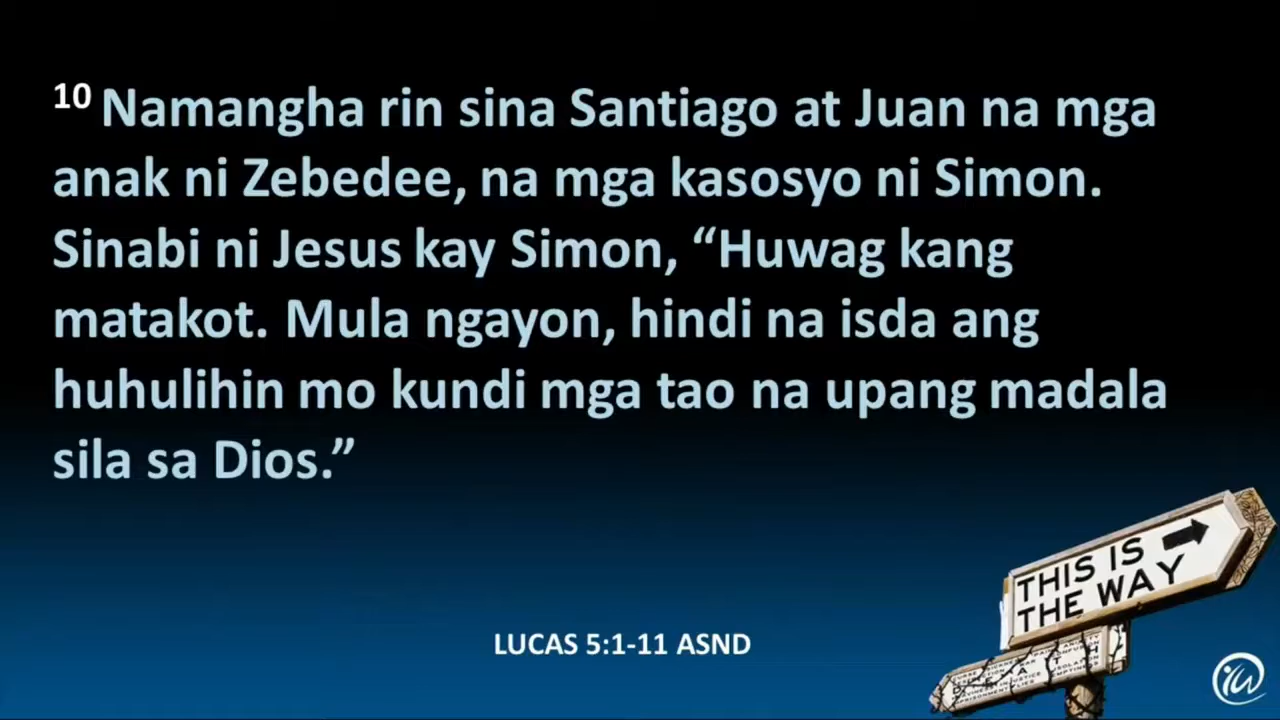 10 Namangha rin sina Santiago at Juan na mga
anak ni Zebedee, na mga kasosyo ni Simon.
Sinabi ni Jesus kay Simon, “Huwag kang
matakot. Mula ngayon, hindi na isda ang
huhulihin mo kundi mga tao na upang madala
sila sa Dios.”
THIS IS
THE WAY
LUCAS 5:1-11 ASND